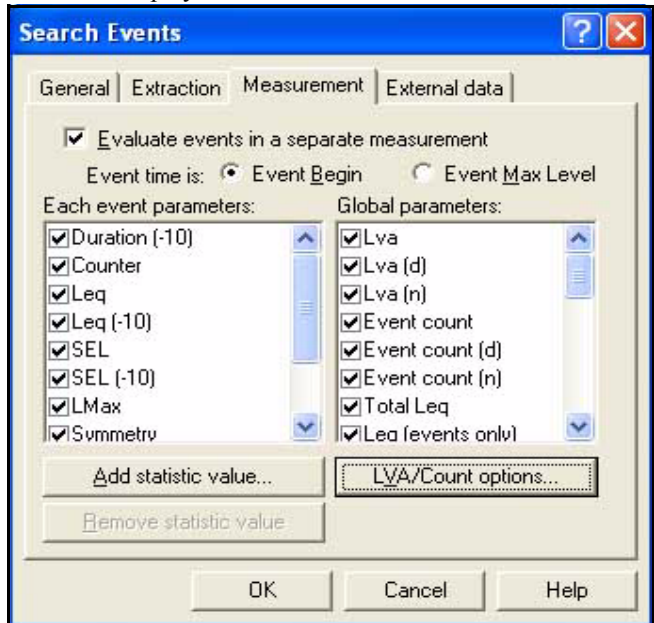 Search Events
General Extraction Measurement External data
Evaluate events in a separate measurement
Event time is: Event Begin Event Max Level
Each event parameters: Global parameters:
Duration (-10) Lva
Counter Lva (d)
Leq Lva (n)
Leq (-10) Event count
SEL Event count (d)
SEL (-10) Event count (n)
LMax Total Leq
Symmetry Leq (events only)
Add statistic value... LVA/Count options...
Remove statistic value
OK Cancel Help